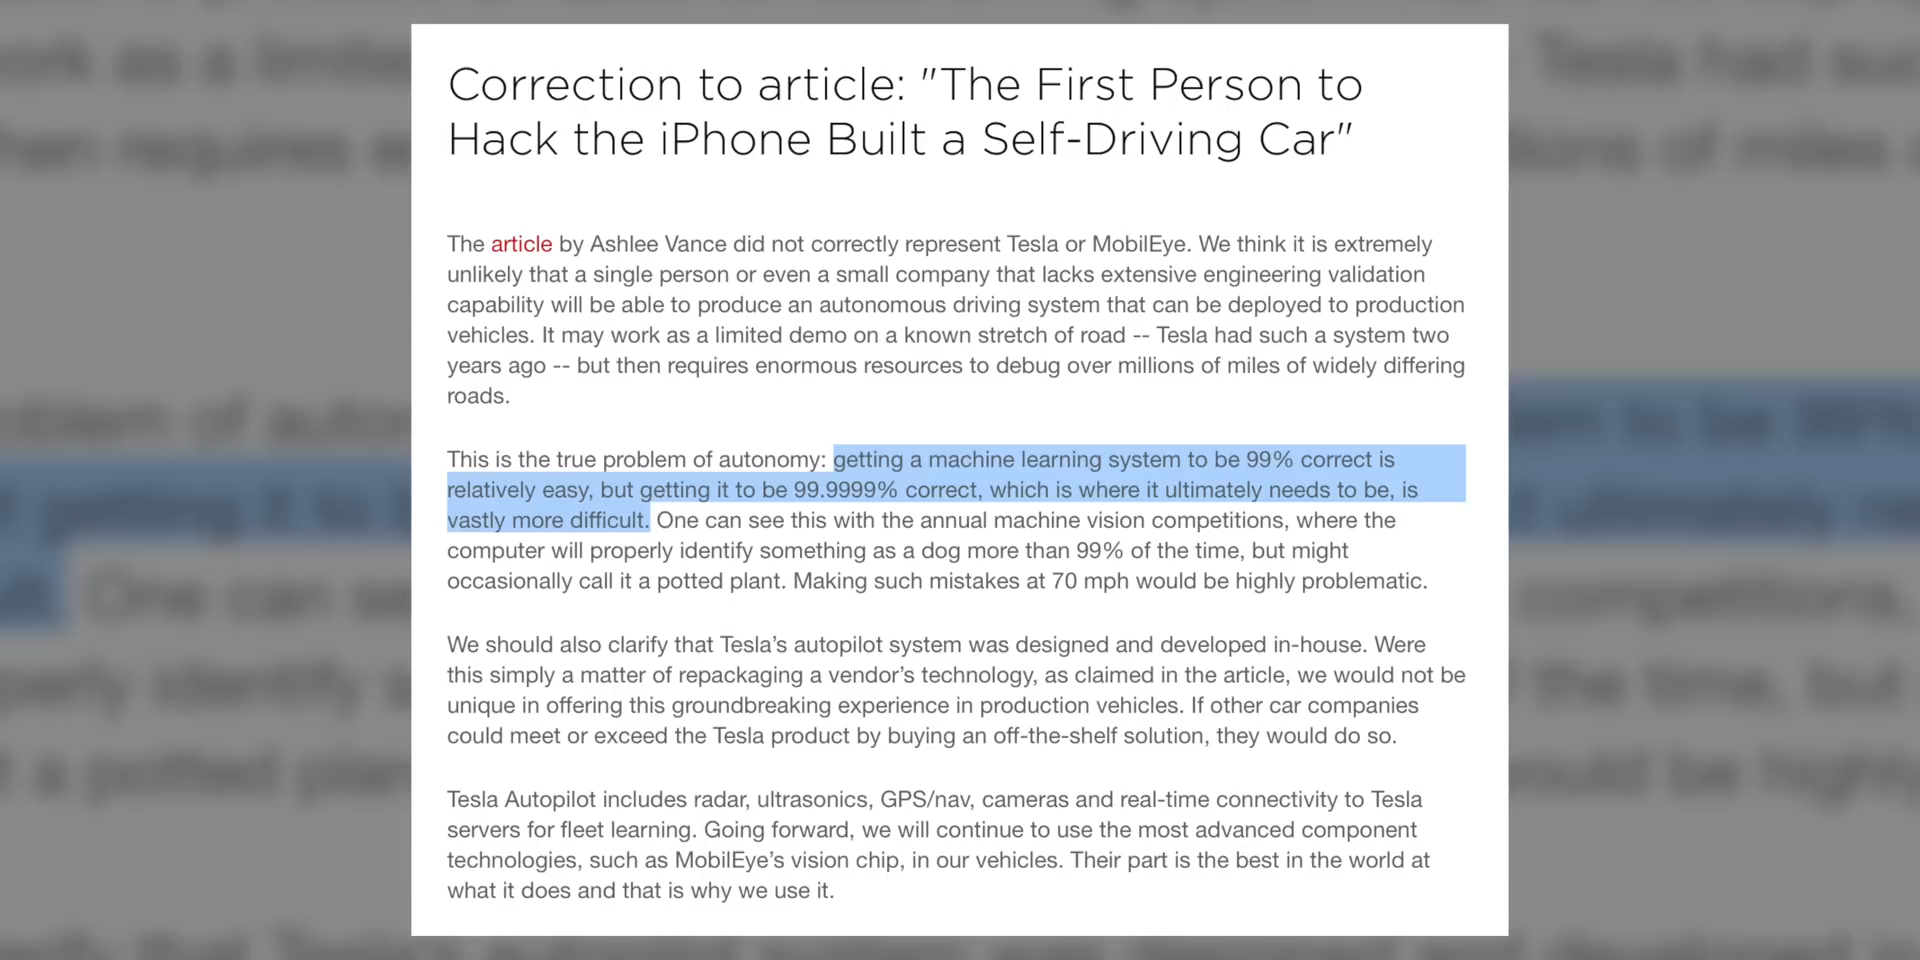 Correction to article: "The First Person to
Hack the iPhone Built a Self-Driving Car"
The article by Ashlee Vance did not correctly represent Tesla or MobilEye. We think it is extremely
unlikely that a single person or even a small company that lacks extensive engineering validation
capability will be able to produce an autonomous driving system that can be deployed to production
vehicles. It may work as a limited demo on a known stretch of road -- Tesla had such a system two
years ago -- but then requires enormous resources to debug over millions of miles of widely differing
roads.
This is the true problem of autonomy: getting a machine learning system to be 99% correct is
relatively easy, but getting it to be 99.9999% correct, which is where it ultimately needs to be, is
vastly more difficult. One can see this with the annual machine vision competitions, where the
computer will properly identify something as a dog more than 99% of the time, but might
occasionally call it a potted plant. Making such mistakes at 70 mph would be highly problematic.
We should also clarify that Tesla’s autopilot system was designed and developed in-house. Were
this simply a matter of repackaging a vendor’s technology, as claimed in the article, we would not be
unique in offering this groundbreaking experience in production vehicles. If other car companies
could meet or exceed the Tesla product by buying an off-the-shelf solution, they would do so.
Tesla Autopilot includes radar, ultrasonics, GPS/nav, cameras and real-time connectivity to Tesla
servers for fleet learning. Going forward, we will continue to use the most advanced component
technologies, such as MobilEye’s vision chip, in our vehicles. Their part is the best in the world at
what it does and that is why we use it.